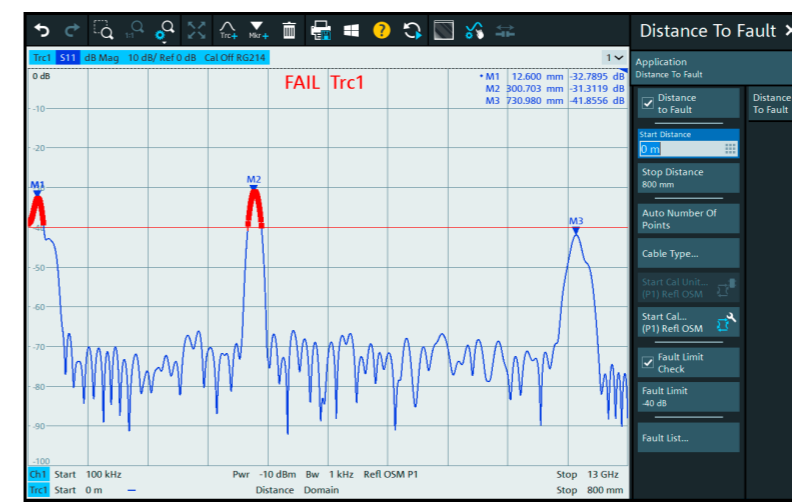 Distance To Fault
1:1
Trc+
Mkr+
?
Trc1 S11 dB Mag 10 dB/ Ref 0 dB Cal Off RG214
1
Application
Distance To Fault
0 dB
FAIL Trc1
• M1 12.600 mm -32.7895 dB
M2 300.703 mm -31.3119 dB
M3 730.980 mm -41.8556 dB
Distance
to Fault
Distance
To Fault
-10
Start Distance
0 m
-20
Stop Distance
800 mm
M1
M2
M3
Auto Number Of
Points
-40
Cable Type...
-50
Start Cal Unit...
(P1) Refl OSM
-60
Start Cal...
(P1) Refl OSM
-70
Fault Limit
Check
-80
Fault Limit
-40 dB
-90
Fault List...
-100
Ch1 Start 100 kHz Pwr -10 dBm Bw 1 kHz Refl OSM P1 Stop 13 GHz
Trc1 Start 0 m Distance Domain Stop 800 mm